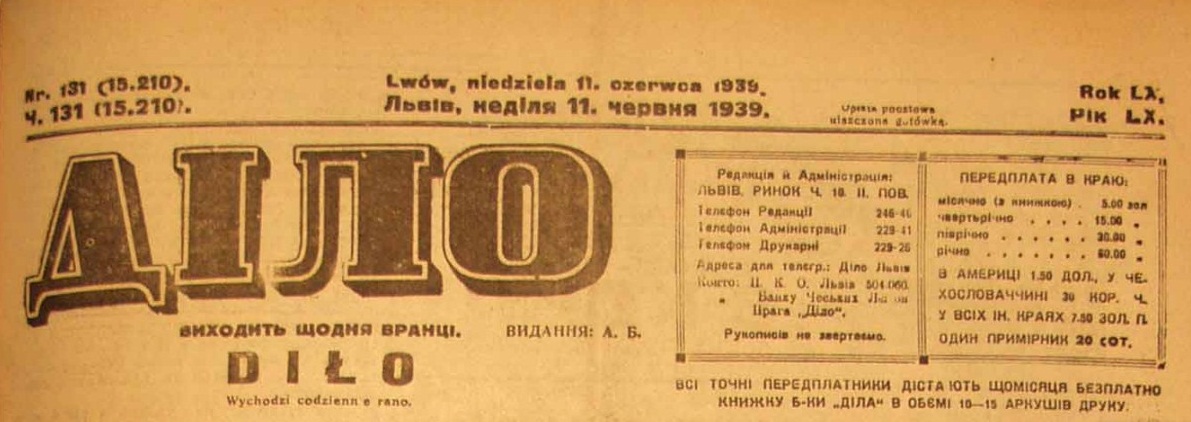 Nr. 131 (15.210).
Ч. 131 (15.210).
Lwów, niedziela 11. czerwca 1939.
Львів, неділя 11. червня 1939.
Opłata pocztowa
uiszczona gotówką.
Rok LX.
Рік LX.
ДІЛО
ВИХОДИТЬ ЩОДНЯ ВРАНЦІ.
ВИДАННЯ: А. Б.
DIŁO
Wychodzi codzienn e rano.
Редакція й Адміністрація:
ЛЬВІВ, РИНОК Ч. 10. II. ПОВ.
Телефон Редакції 246-46
Телефон Адміністрації 229-41
Телефон Друкарні 229-26
Адреса для телєгр.: Діло Львів
Конто: П. К. О. Львів 504.060.
„ Банку Чеських
Прага „Діло".
Рукописів не звертаємо.
ПЕРЕДПЛАТА В КРАЮ:
місячно (з книжкою) . 5.00 зол
чвертьрічно . . . . 15.00 „
піврічно . . . . . . 30.00 „
річно . . . . . . . 60.00 „
В АМЕРИЦІ 1.50 ДОЛ., У ЧЕ-
ХОСЛОВАЧЧИНІ 30 КОР. Ч.
У ВСІХ ІН. КРАЯХ 7.50 ЗОЛ. П.
ОДИН ПРИМІРНИК 20 СОТ.
ВСІ ТОЧНІ ПЕРЕДПЛАТНИКИ ДІСТАЮТЬ ЩОМІСЯЦЯ БЕЗПЛАТНО
КНИЖКУ Б-КИ „ДІЛА" В ОБЄМІ 10—15 АРКУШІВ ДРУКУ.